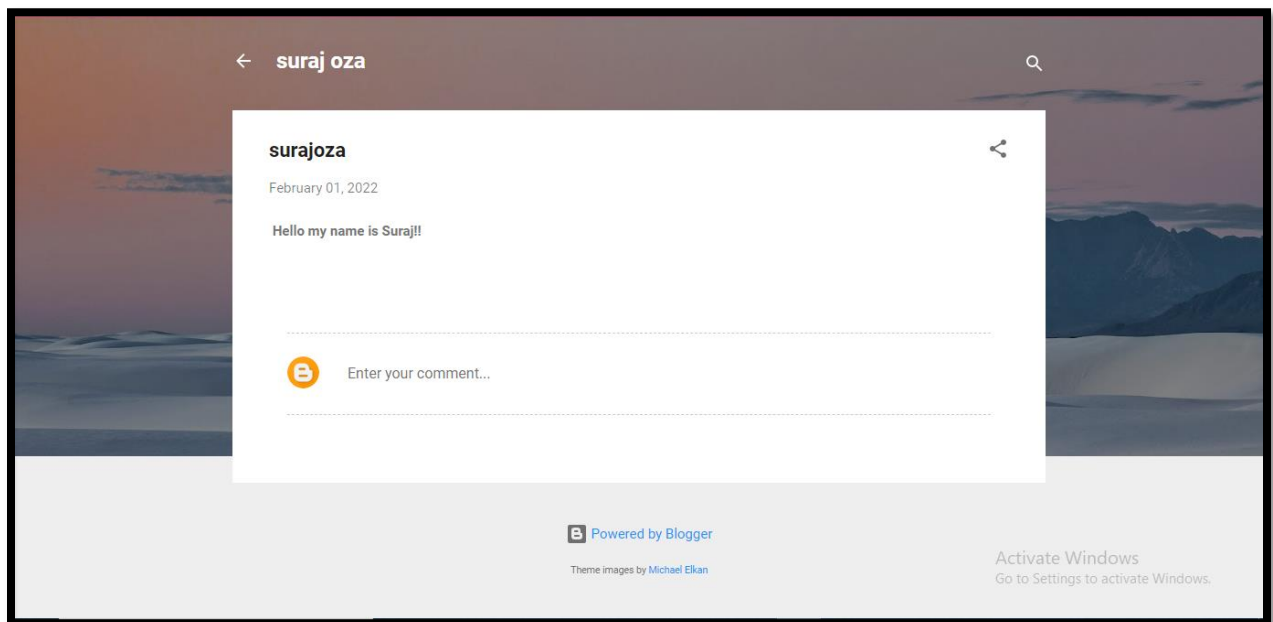 suraj oza
surajoza
February 01, 2022
Hello my name is Suraj!!
Enter your comment...
Powered by Blogger
Theme images by Michael Elkan
Activate Windows
Go to Settings to activate Windows.